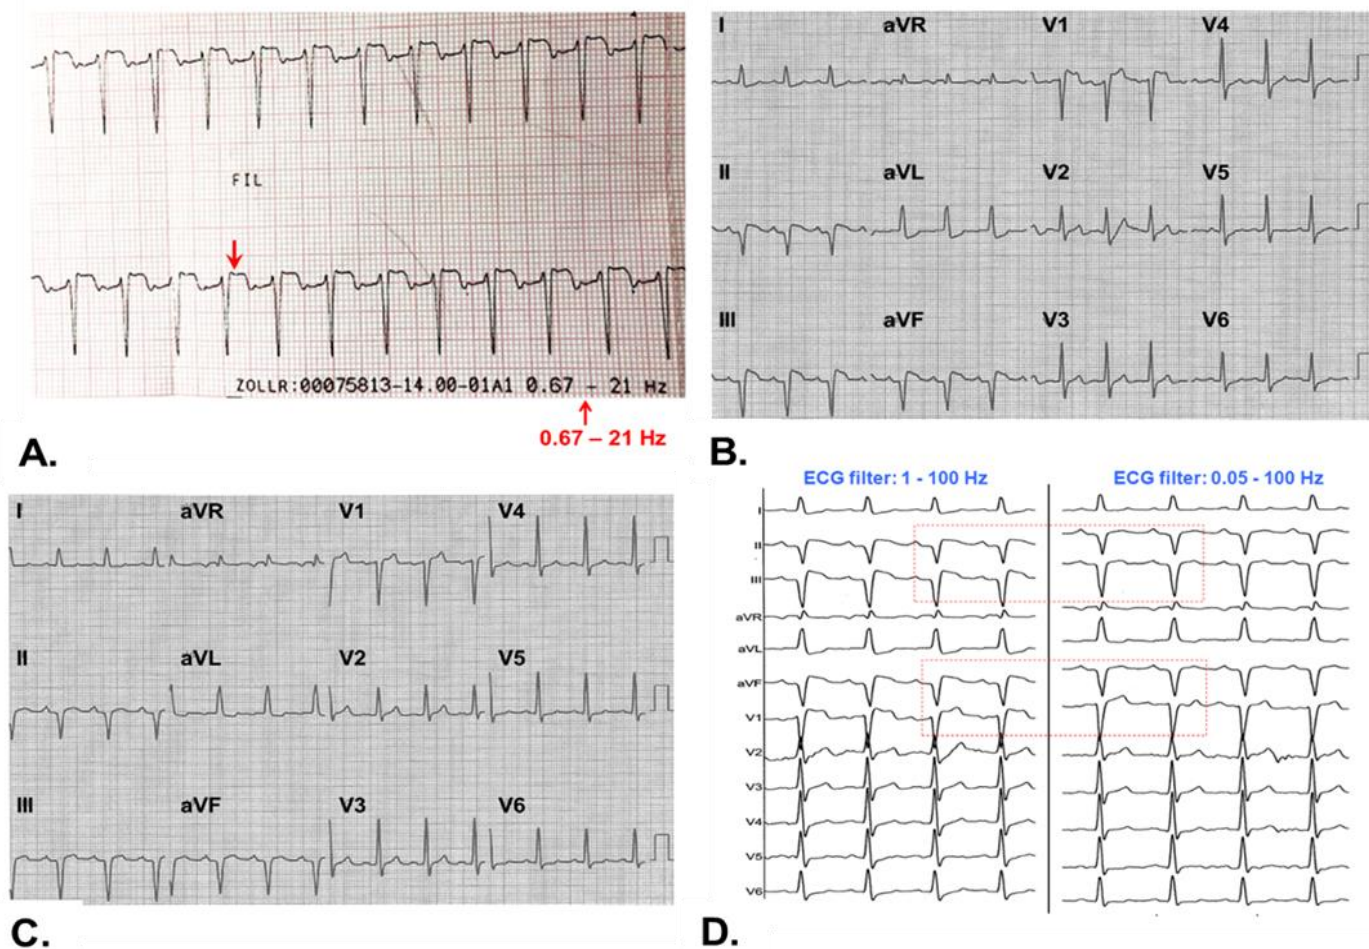 FIL
ZOLLR:00075813-14.00-01A1 0.67 - 21 Hz
0.67 – 21 Hz
A.
I aVR V1 V4
II aVL V2 V5
III aVF V3 V6
B.
I aVR V1 V4
II aVL V2 V5
III aVF V3 V6
C.
ECG filter: 1 - 100 Hz ECG filter: 0.05 - 100 Hz
I
II
III
aVR
aVL
aVF
V1
V2
V3
V4
V5
V6
D.